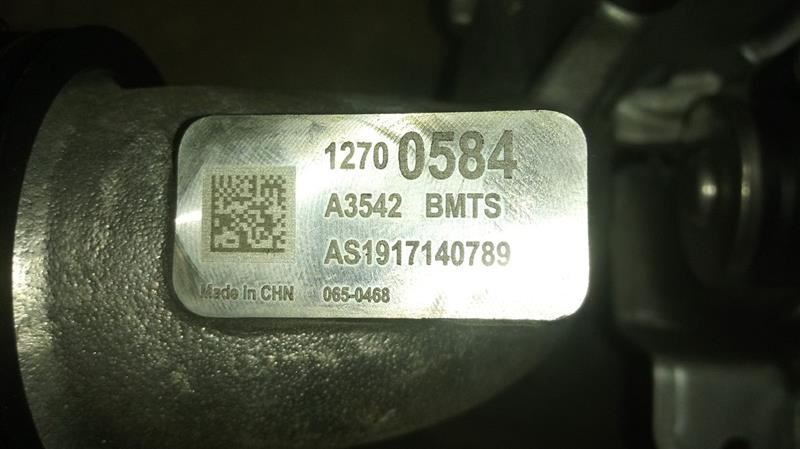 1270 0584
A3542 BMTS
AS1917140789
Made in CHN 065-0468